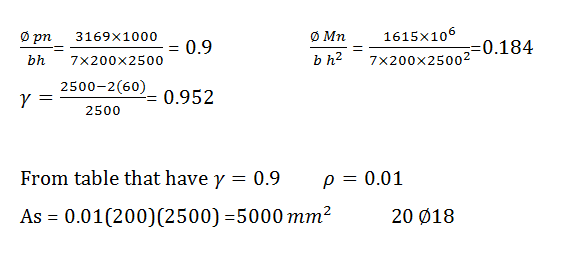 Ø pn / bh = 3169×1000 / 7×200×2500 = 0.9
Ø Mn / b h² = 1615×10⁶ / 7×200×2500² =0.184
γ = 2500−2(60) / 2500 = 0.952
From table that have γ = 0.9 ρ = 0.01
As = 0.01(200)(2500) =5000 mm² 20 Ø18